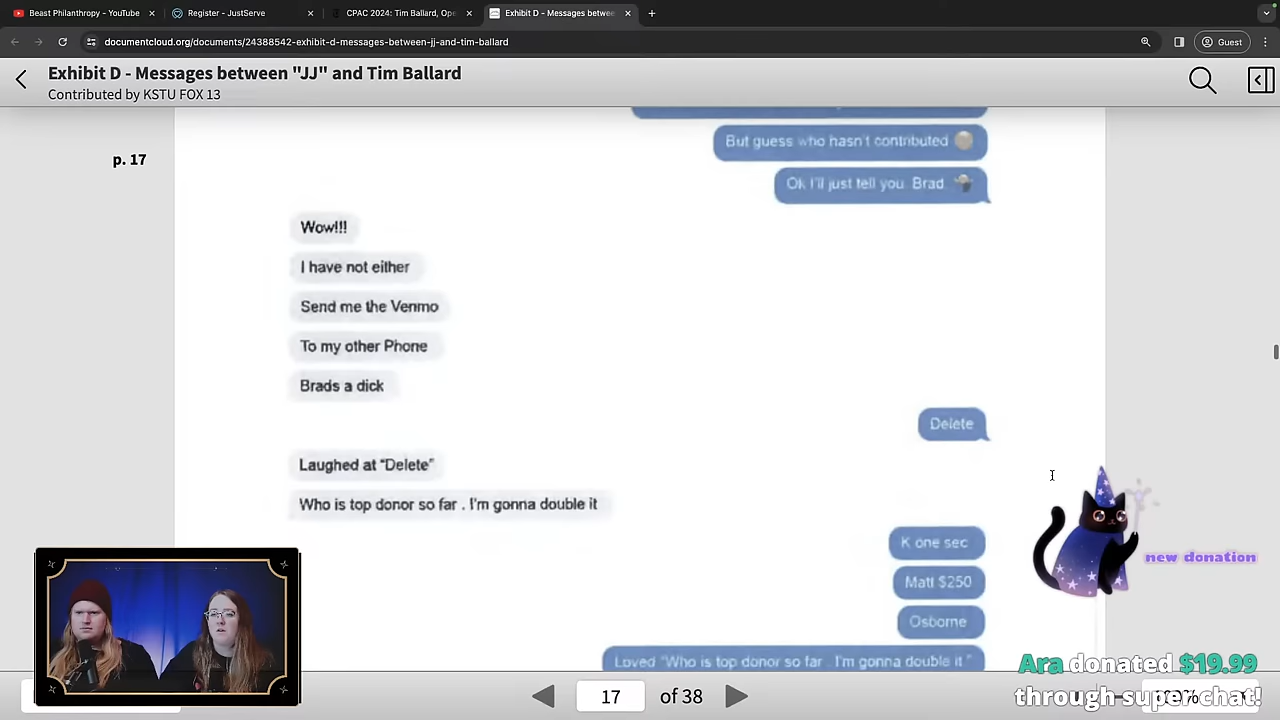 Beast Philanthropy - YouTube
Register - JustServe
CPAC 2024: Tim Ballard, Ope
Exhibit D - Messages betwee
documentcloud.org/documents/24388542-exhibit-d-messages-between-jj-and-tim-ballard
Guest
Exhibit D - Messages between "JJ" and Tim Ballard
Contributed by KSTU FOX 13
p. 17
But guess who hasn't contributed
Ok I'll just tell you. Brad
Wow!!!
I have not either
Send me the Venmo
To my other Phone
Brads a dick
Delete
Laughed at “Delete”
Who is top donor so far . I'm gonna double it
K one sec
Matt $250
Osborne
Loved “Who is top donor so far . I'm gonna double it ”
new donation
Ara donated $19.99
through super chat!
17 of 38